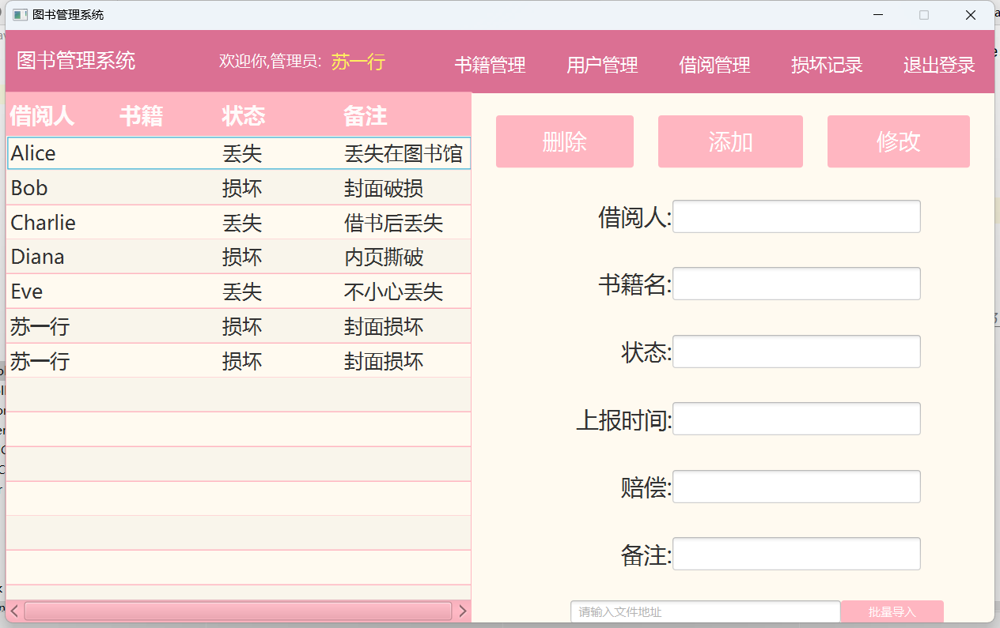 图书管理系统
图书管理系统 欢迎你,管理员: 苏一行 书籍管理 用户管理 借阅管理 损坏记录 退出登录
借阅人 书籍 状态 备注
Alice 丢失 丢失在图书馆
Bob 损坏 封面破损
Charlie 丢失 借书后丢失
Diana 损坏 内页撕破
Eve 丢失 不小心丢失
苏一行 损坏 封面损坏
苏一行 损坏 封面损坏
删除 添加 修改
借阅人:
书籍名:
状态:
上报时间:
赔偿:
备注:
请输入文件地址 批量导入